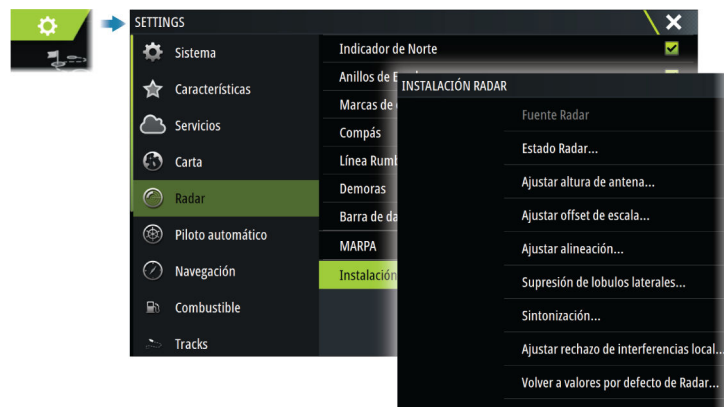 SETTINGS
Sistema
Características
Servicios
Carta
Radar
Piloto automático
Navegación
Combustible
Tracks
Indicador de Norte
Anillos de
Marcas de
Compás
Línea
Demoras
Barra de
MARPA
Instalación
INSTALACIÓN RADAR
Fuente Radar
Estado Radar...
Ajustar altura de antena...
Ajustar offset de escala...
Ajustar alineación...
Supresión de lobulos laterales...
Sintonización...
Ajustar rechazo de interferencias local...
Volver a valores por defecto de Radar...